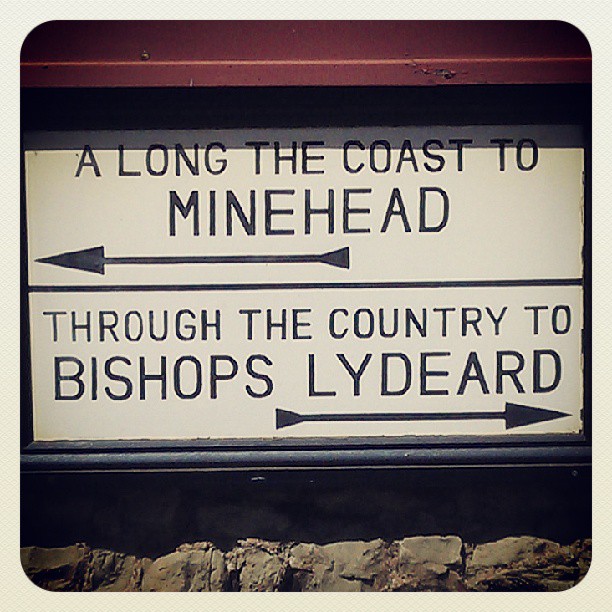 A LONG THE COAST TO
MINEHEAD
THROUGH THE COUNTRY TO
BISHOPS LYDEARD